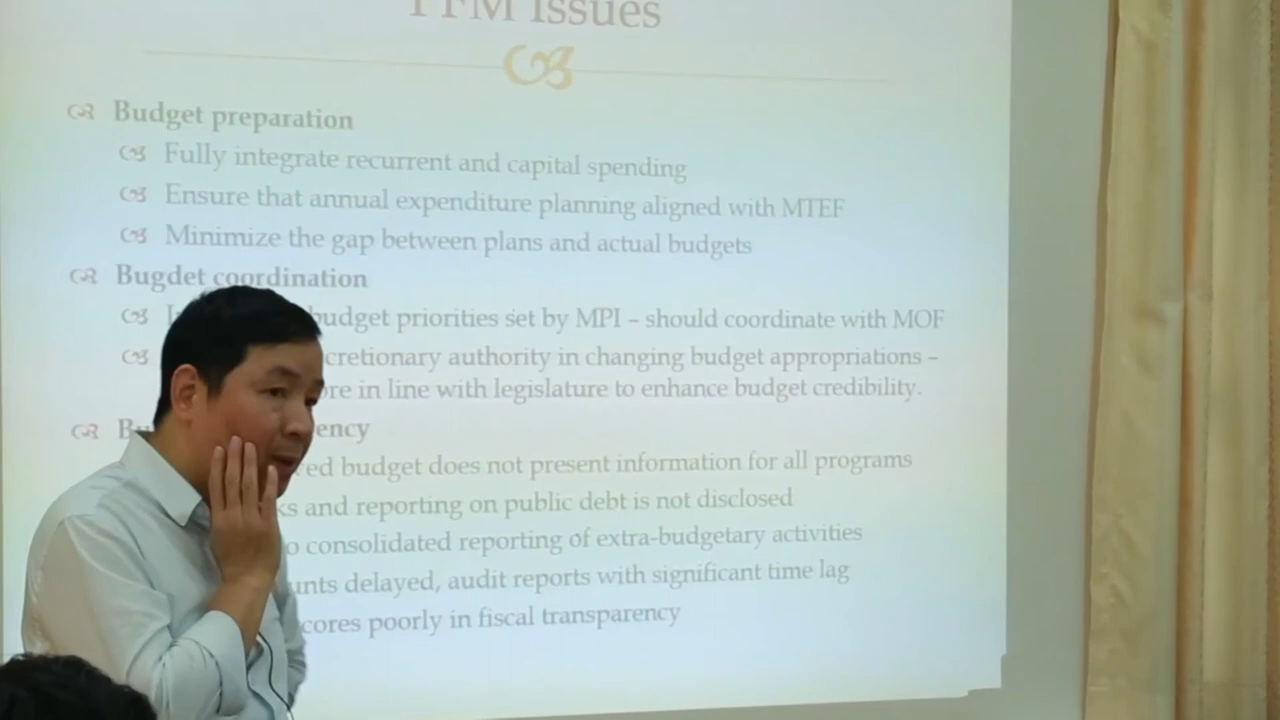 PFM Issues
Budget preparation
Fully integrate recurrent and capital spending
Ensure that annual expenditure planning aligned with MTEF
Minimize the gap between plans and actual budgets
Bugdet coordination
budget priorities set by MPI – should coordinate with MOF
cretionary authority in changing budget appropriations –
re in line with legislature to enhance budget credibility.
ency
ed budget does not present information for all programs
ks and reporting on public debt is not disclosed
o consolidated reporting of extra-budgetary activities
unts delayed, audit reports with significant time lag
cores poorly in fiscal transparency